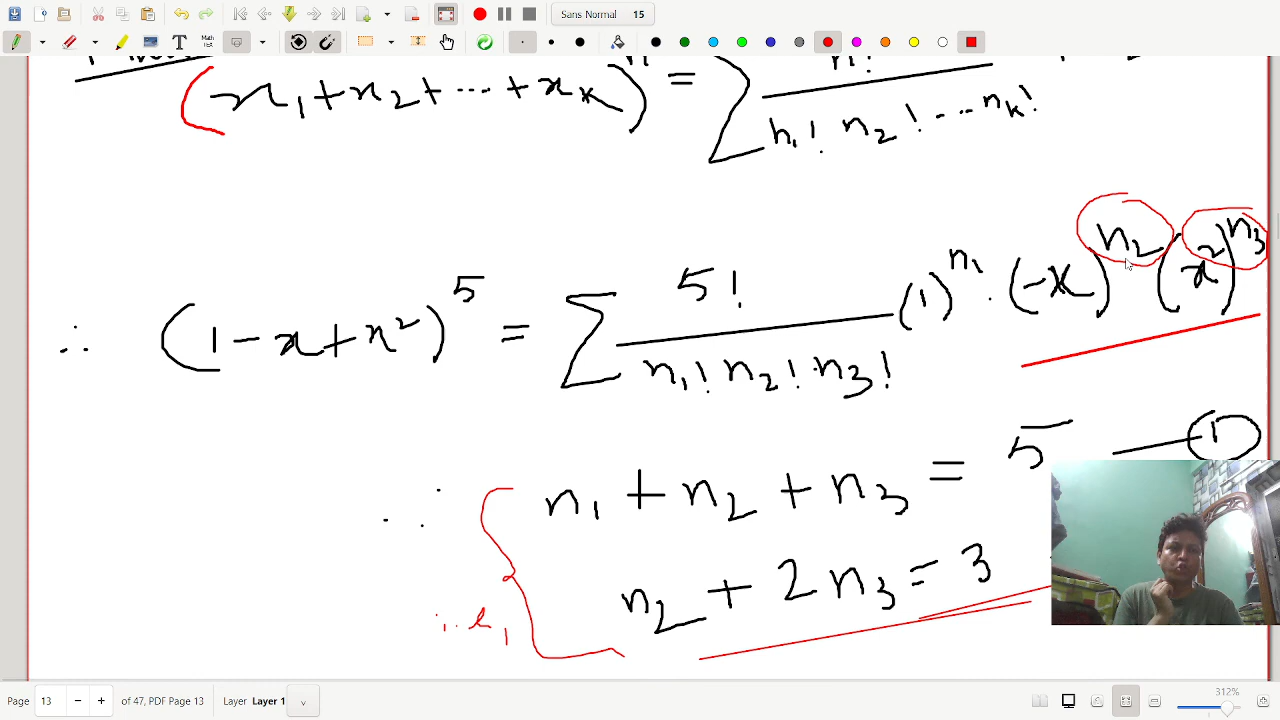 Sans Normal 15
Math Text
(x₁+x₂+⋯+xₖ)ⁿ = ∑ n! / n₁! n₂! ⋯ nₖ!
∴ (1-x+x²)⁵ = ∑ 5! / n₁! n₂! n₃! (1)ⁿ¹ · (-x)ⁿ² (x²)ⁿ³
∴ n₁ + n₂ + n₃ = 5 — ①
n₂ + 2n₃ = 3
Page 13 of 47, PDF Page 13 Layer Layer 1 312%